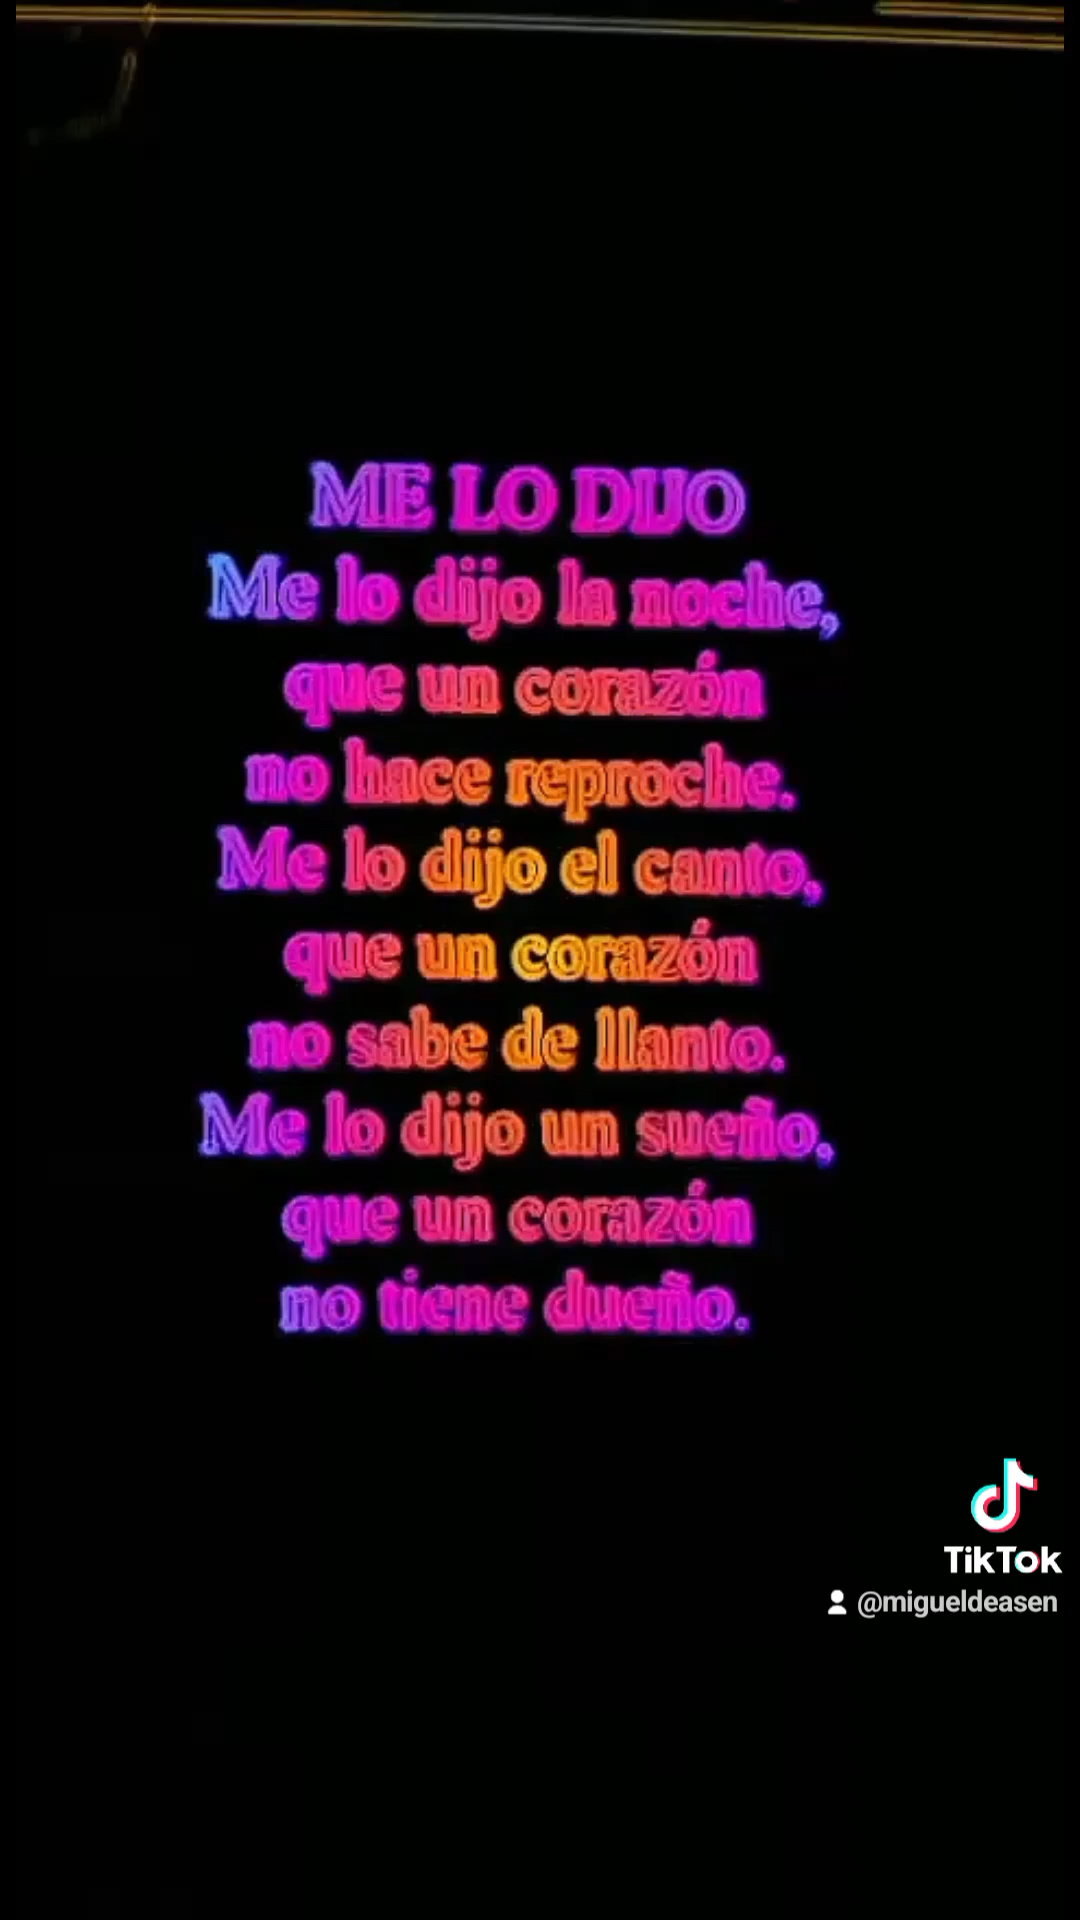 ME LO DIJO
Me lo dijo la noche,
que un corazón
no hace reproche.
Me lo dijo el canto,
que un corazón
no sabe de llanto.
Me lo dijo un sueño,
que un corazón
no tiene dueño.
TikTok
@migueldeasen